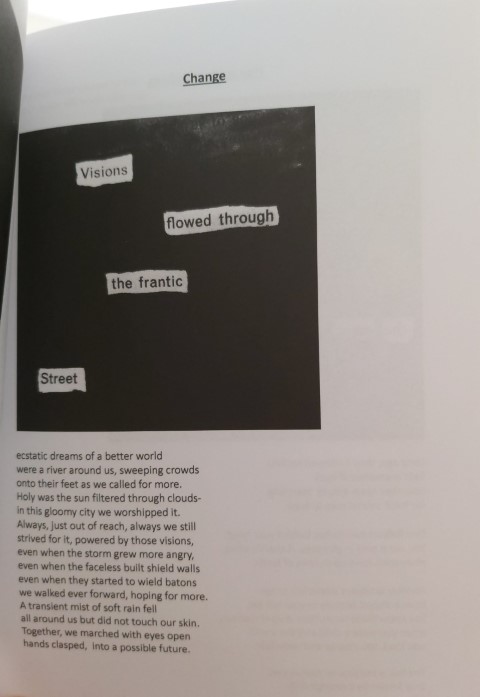 Change
Visions
flowed through
the frantic
Street
ecstatic dreams of a better world
were a river around us, sweeping crowds
onto their feet as we called for more.
Holy was the sun filtered through clouds-
in this gloomy city we worshipped it.
Always, just out of reach, always we still
strived for it, powered by those visions,
even when the storm grew more angry,
even when the faceless built shield walls
even when they started to wield batons
we walked ever forward, hoping for more.
A transient mist of soft rain fell
all around us but did not touch our skin.
Together, we marched with eyes open
hands clasped, into a possible future.